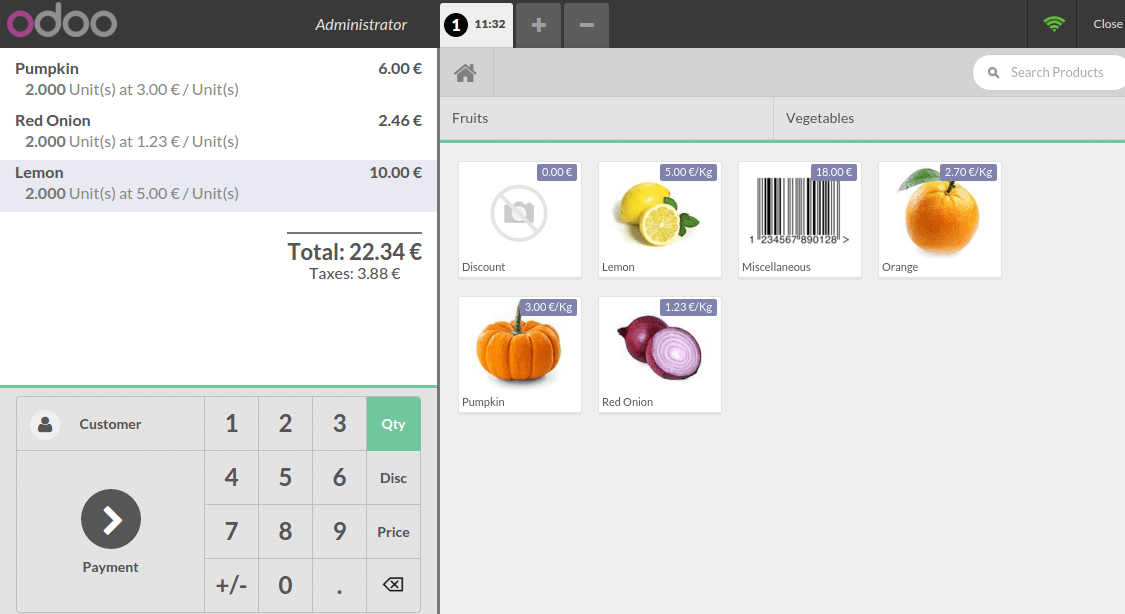 odoo
Administrator
1 11:32
Close
Pumpkin 6.00 €
2.000 Unit(s) at 3.00 € / Unit(s)
Red Onion 2.46 €
2.000 Unit(s) at 1.23 € / Unit(s)
Lemon 10.00 €
2.000 Unit(s) at 5.00 € / Unit(s)
Total: 22.34 €
Taxes: 3.88 €
Customer
1 2 3 Qty
4 5 6 Disc
7 8 9 Price
+/- 0 .
Payment
Search Products
Fruits Vegetables
0.00 €
Discount
5.00 €/Kg
Lemon
18.00 €
1 234567 890128 >
Miscellaneous
2.70 €/Kg
Orange
3.00 €/Kg
Pumpkin
1.23 €/Kg
Red Onion